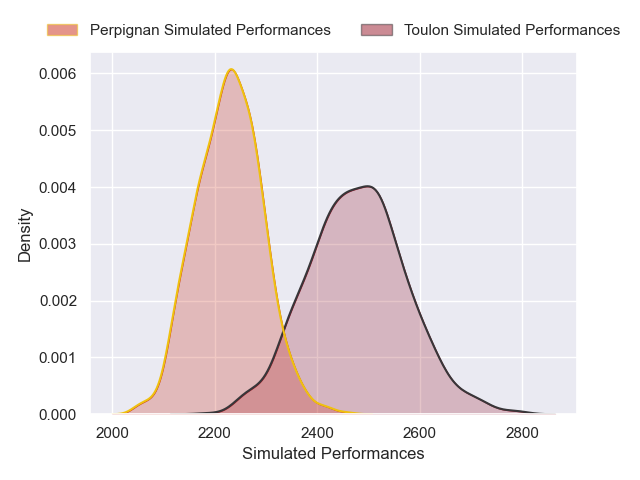 Perpignan Simulated Performances Toulon Simulated Performances
0.006
0.005
0.004
0.003
0.002
0.001
0.000
Density
2000 2200 2400 2600 2800
Simulated Performances